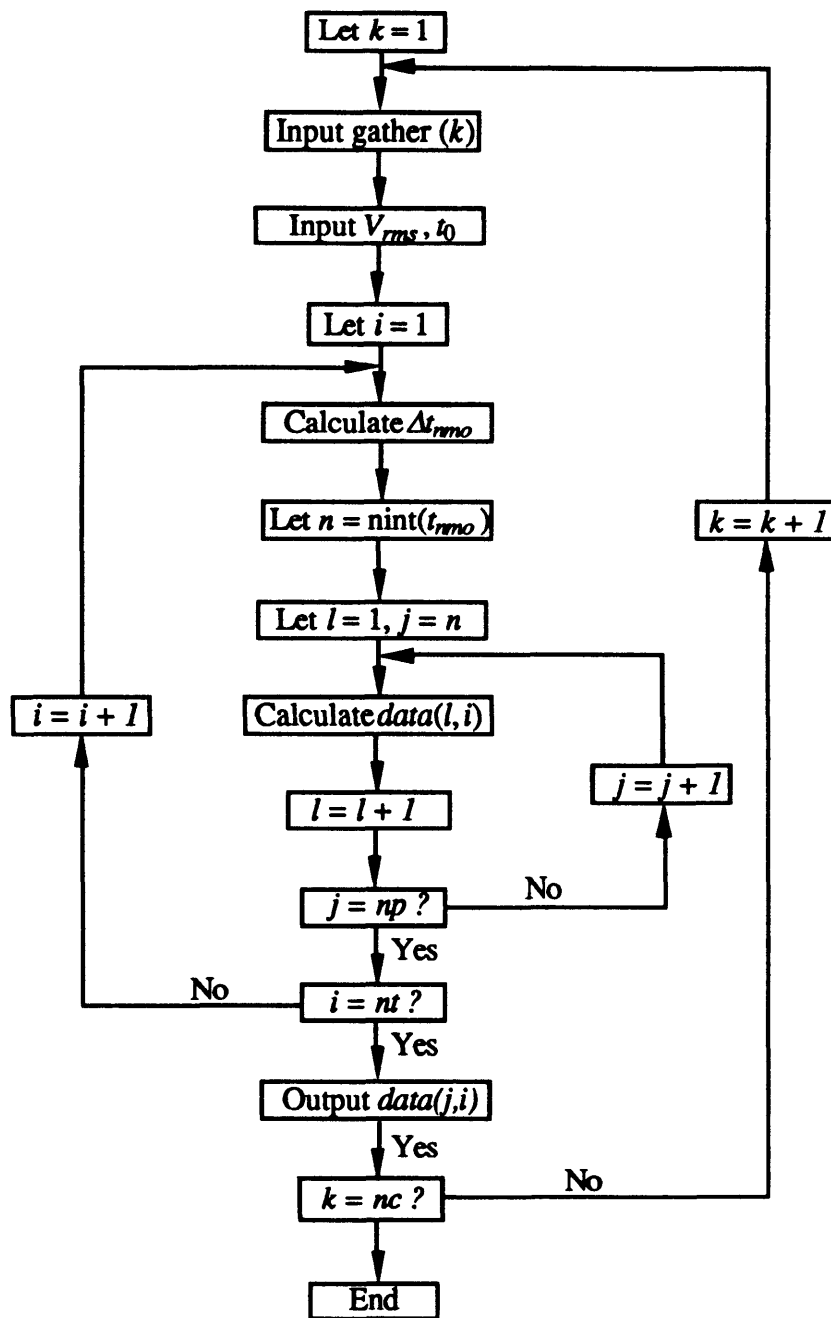 Let k = 1
Input gather (k)
Input V_rms, t_0
Let i = 1
Calculate Δt_nmo
Let n = nint(t_nmo)
k = k + 1
Let l = 1, j = n
i = i + 1
Calculate data(l, i)
j = j + 1
l = l + 1
j = np ?
No
Yes
No
i = nt ?
Yes
Output data(j,i)
Yes
k = nc ?
No
End